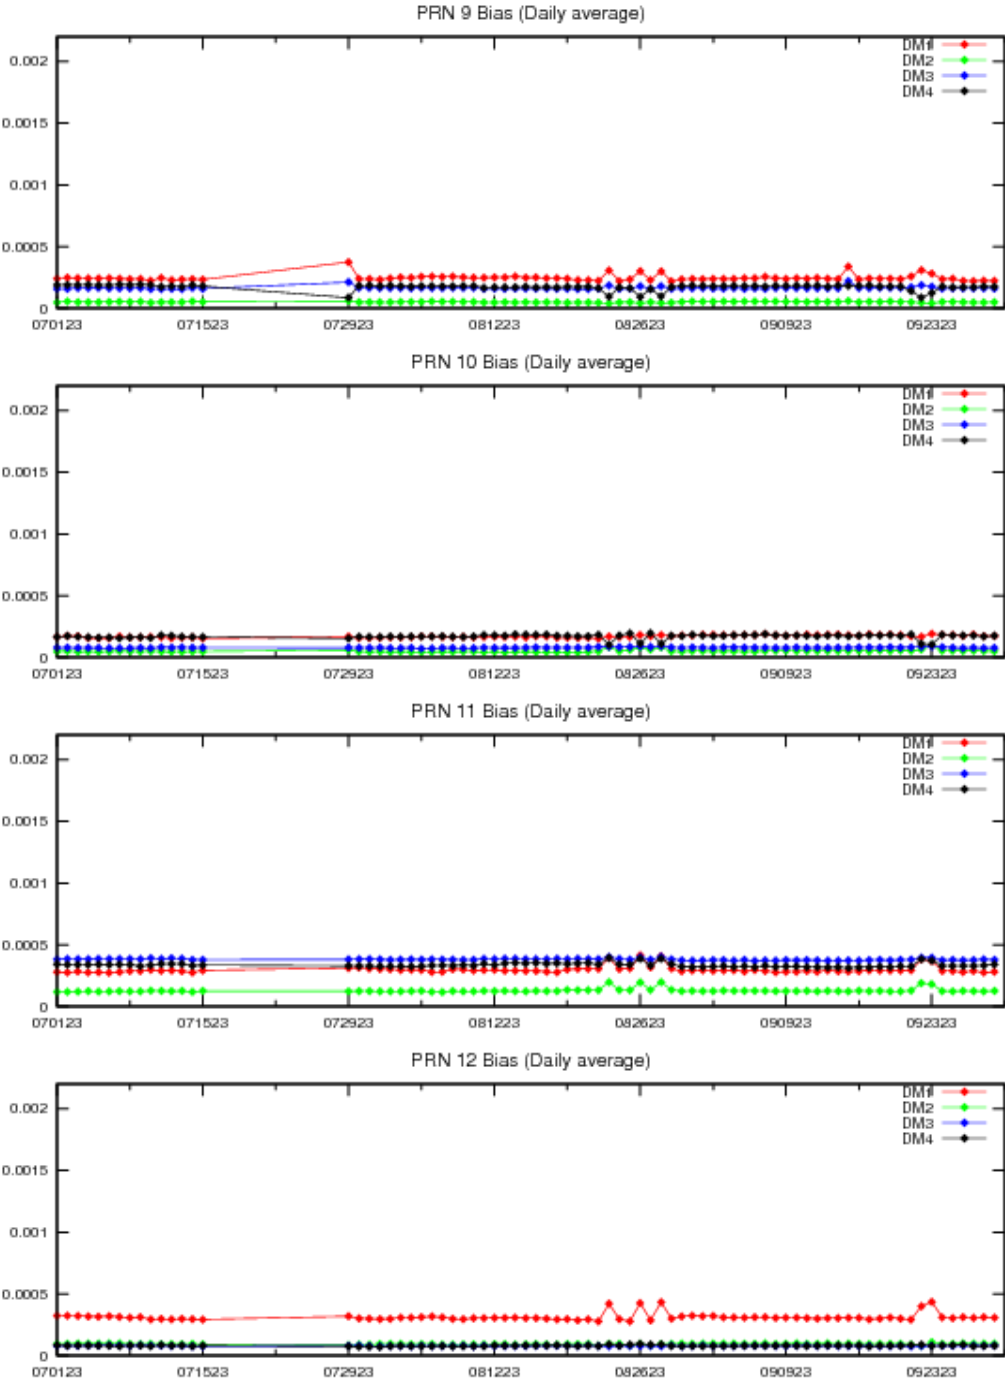 PRN 9 Bias (Daily average)
DM1
DM2
DM3
DM4
0.002
0.0015
0.001
0.0005
0
070123 071523 072923 081223 082623 090923 092323
PRN 10 Bias (Daily average)
DM1
DM2
DM3
DM4
0.002
0.0015
0.001
0.0005
0
070123 071523 072923 081223 082623 090923 092323
PRN 11 Bias (Daily average)
DM1
DM2
DM3
DM4
0.002
0.0015
0.001
0.0005
0
070123 071523 072923 081223 082623 090923 092323
PRN 12 Bias (Daily average)
DM1
DM2
DM3
DM4
0.002
0.0015
0.001
0.0005
0
070123 071523 072923 081223 082623 090923 092323